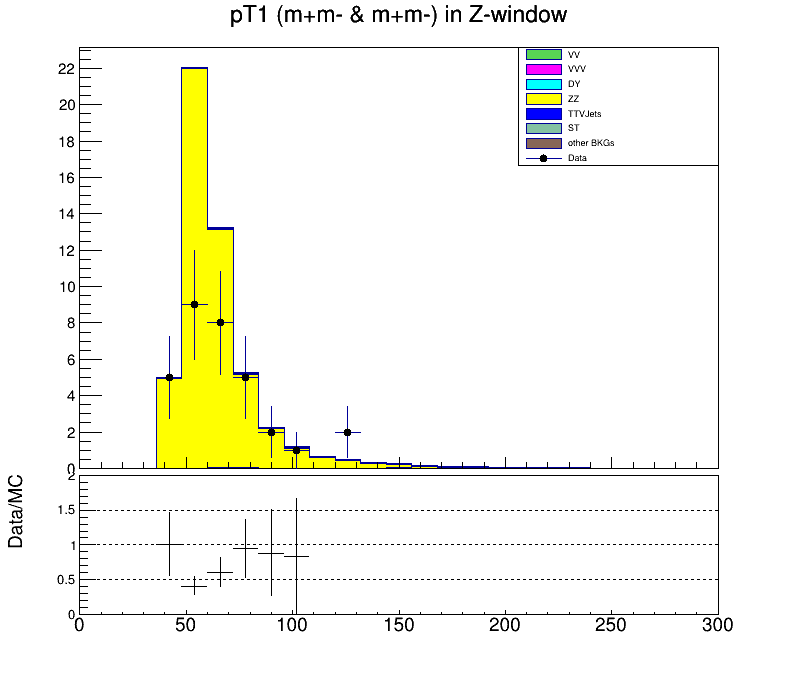 pT1 (m+m- & m+m-) in Z-window
VV
VVV
DY
ZZ
TTVJets
ST
other BKGs
Data
22
20
18
16
14
12
10
8
6
4
2
0
Data/MC
2
1.5
1
0.5
0
0 50 100 150 200 250 300